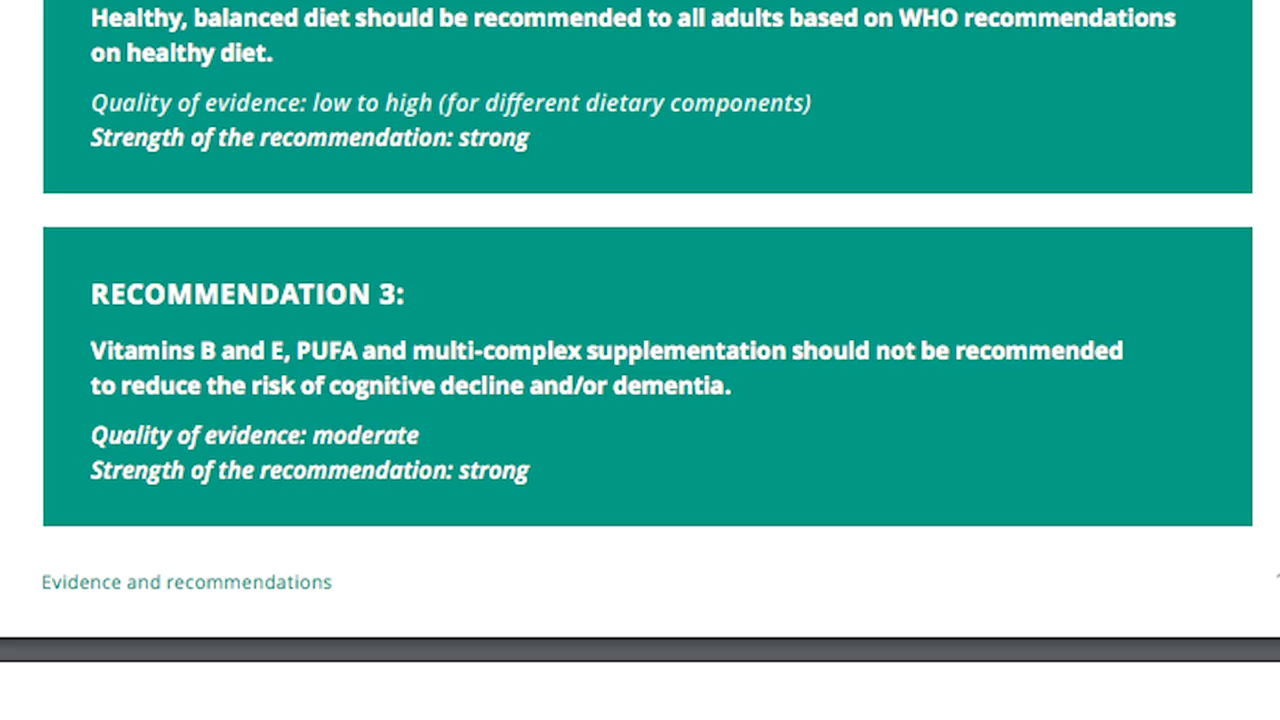 Healthy, balanced diet should be recommended to all adults based on WHO recommendations
on healthy diet.
Quality of evidence: low to high (for different dietary components)
Strength of the recommendation: strong
RECOMMENDATION 3:
Vitamins B and E, PUFA and multi-complex supplementation should not be recommended
to reduce the risk of cognitive decline and/or dementia.
Quality of evidence: moderate
Strength of the recommendation: strong
Evidence and recommendations